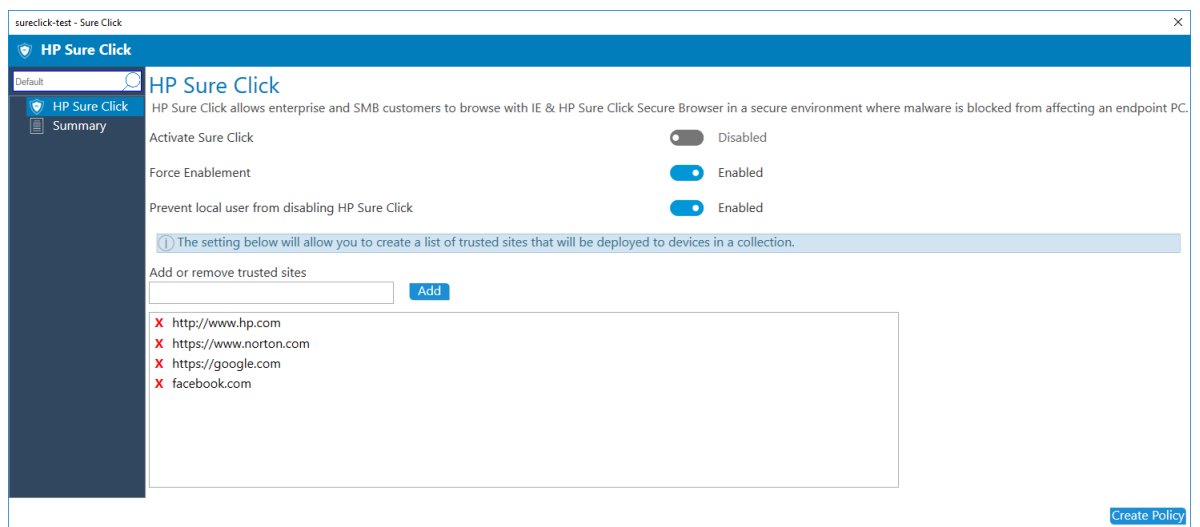 sureclick-test - Sure Click
HP Sure Click
Default
HP Sure Click
Summary
HP Sure Click
HP Sure Click allows enterprise and SMB customers to browse with IE & HP Sure Click Secure Browser in a secure environment where malware is blocked from affecting an endpoint PC.
Activate Sure Click Disabled
Force Enablement Enabled
Prevent local user from disabling HP Sure Click Enabled
The setting below will allow you to create a list of trusted sites that will be deployed to devices in a collection.
Add or remove trusted sites
Add
X http://www.hp.com
X https://www.norton.com
X https://google.com
X facebook.com
Create Policy